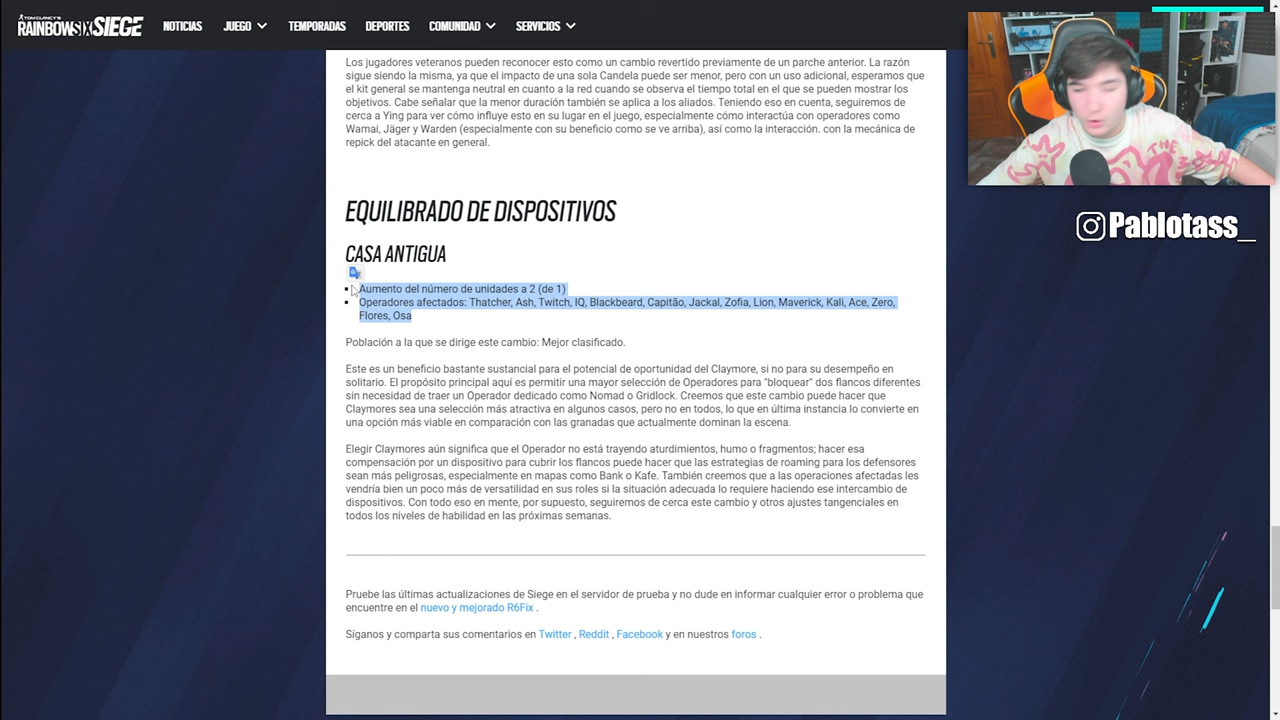 TOM CLANCY'S
RAINBOWSIXSIEGE
NOTICIAS
JUEGO
TEMPORADAS
DEPORTES
COMUNIDAD
SERVICIOS
Los jugadores veteranos pueden reconocer esto como un cambio revertido previamente de un parche anterior. La razón
sigue siendo la misma, ya que el impacto de una sola Candela puede ser menor, pero con un uso adicional, esperamos que
el kit general se mantenga neutral en cuanto a la red cuando se observa el tiempo total en el que se pueden mostrar los
objetivos. Cabe señalar que la menor duración también se aplica a los aliados. Teniendo eso en cuenta, seguiremos de
cerca a Ying para ver cómo influye esto en su lugar en el juego, especialmente cómo interactúa con operadores como
Wamai, Jäger y Warden (especialmente con su beneficio como se ve arriba), así como la interacción. con la mecánica de
repick del atacante en general.
EQUILIBRADO DE DISPOSITIVOS
CASA ANTIGUA
Aumento del número de unidades a 2 (de 1)
Operadores afectados: Thatcher, Ash, Twitch, IQ, Blackbeard, Capitão, Jackal, Zofia, Lion, Maverick, Kali, Ace, Zero,
Flores, Osa
Población a la que se dirige este cambio: Mejor clasificado.
Este es un beneficio bastante sustancial para el potencial de oportunidad del Claymore, si no para su desempeño en
solitario. El propósito principal aquí es permitir una mayor selección de Operadores para "bloquear" dos flancos diferentes
sin necesidad de traer un Operador dedicado como Nomad o Gridlock. Creemos que este cambio puede hacer que
Claymores sea una selección más atractiva en algunos casos, pero no en todos, lo que en última instancia lo convierte en
una opción más viable en comparación con las granadas que actualmente dominan la escena.
Elegir Claymores aún significa que el Operador no está trayendo aturdimientos, humo o fragmentos; hacer esa
compensación por un dispositivo para cubrir los flancos puede hacer que las estrategias de roaming para los defensores
sean más peligrosas, especialmente en mapas como Bank o Kafe. También creemos que a las operaciones afectadas les
vendría bien un poco más de versatilidad en sus roles si la situación adecuada lo requiere haciendo ese intercambio de
dispositivos. Con todo eso en mente, por supuesto, seguiremos de cerca este cambio y otros ajustes tangenciales en
todos los niveles de habilidad en las próximas semanas.
Pruebe las últimas actualizaciones de Siege en el servidor de prueba y no dude en informar cualquier error o problema que
encuentre en el nuevo y mejorado R6Fix .
Síganos y comparta sus comentarios en Twitter , Reddit , Facebook y en nuestros foros .
Pablotass_
THE